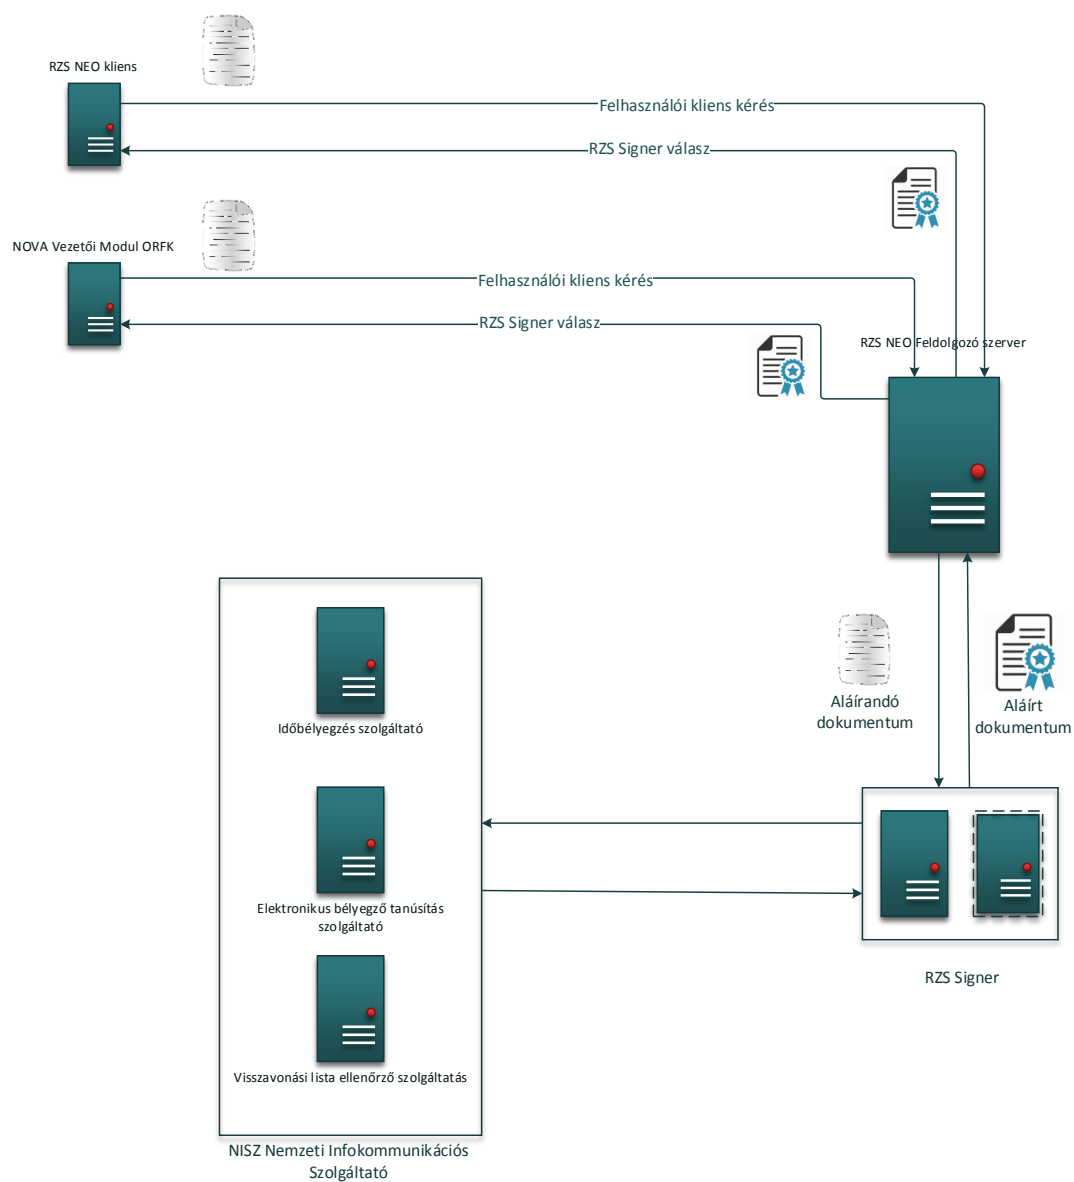 RZS NEO kliens
Felhasználói kliens kérés
RZS Signer válasz
NOVA Vezetői Modul ORFK
Felhasználói kliens kérés
RZS Signer válasz
RZS NEO Feldolgozó szerver
Aláírandó
dokumentum
Aláírt
dokumentum
Időbélyegzés szolgáltató
Elektronikus bélyegző tanúsítás
szolgáltató
RZS Signer
Visszavonási lista ellenőrző szolgáltatás
NISZ Nemzeti Infokommunikációs
Szolgáltató